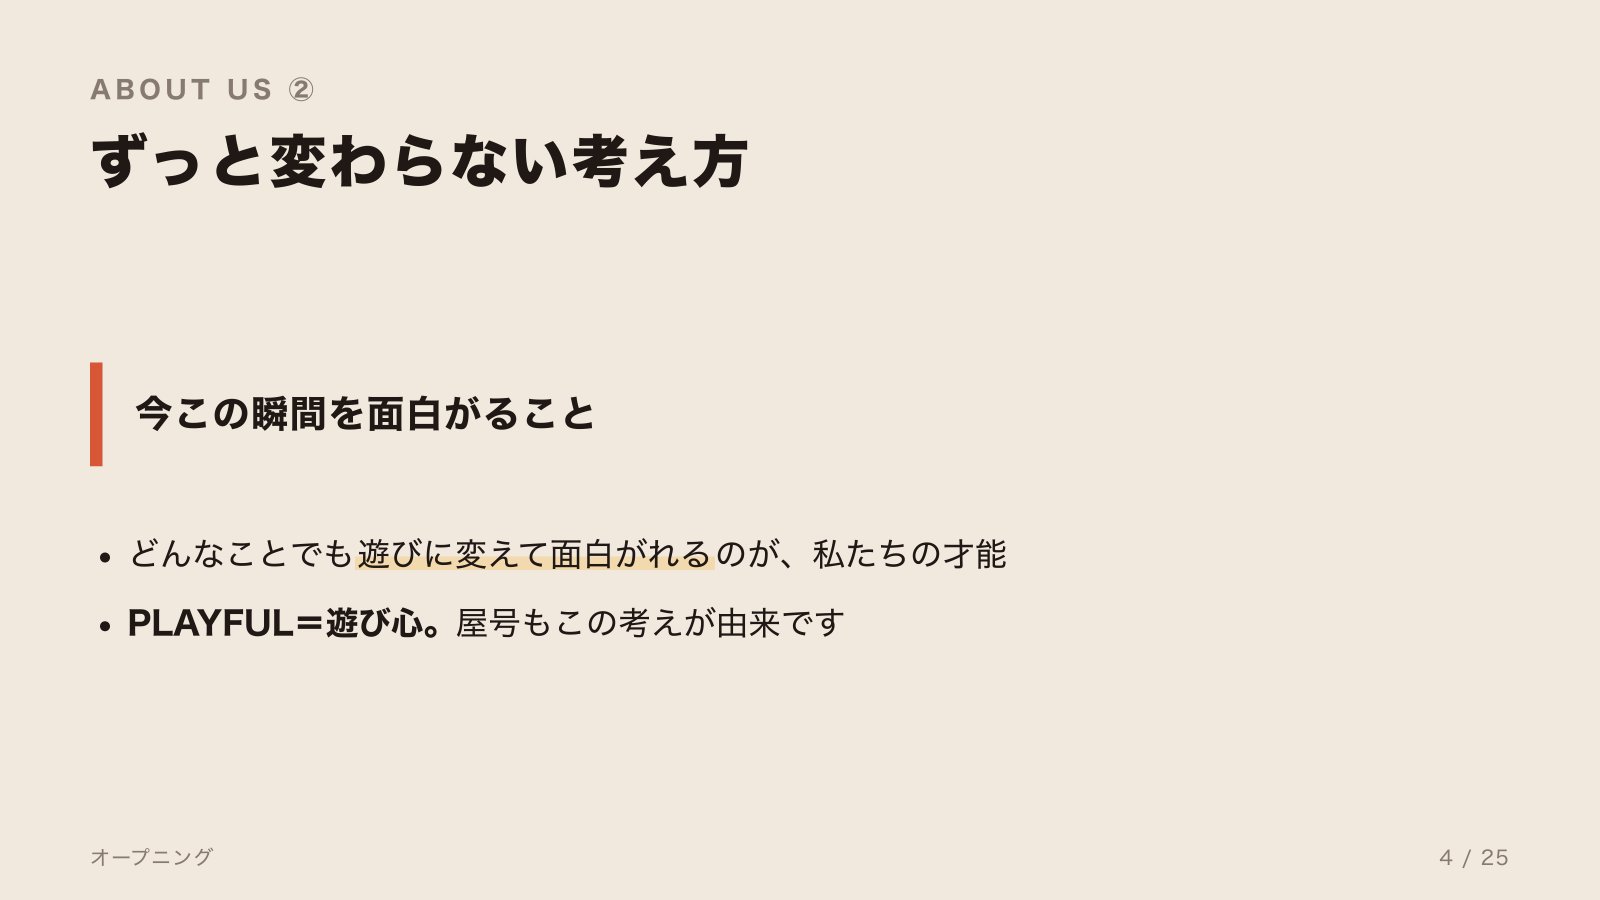 ABOUT US ②
ずっと変わらない考え方
今この瞬間を面白がること
• どんなことでも遊びに変えて面白がれるのが、私たちの才能
• PLAYFUL＝遊び心。屋号もこの考えが由来です
オープニング
4 / 25